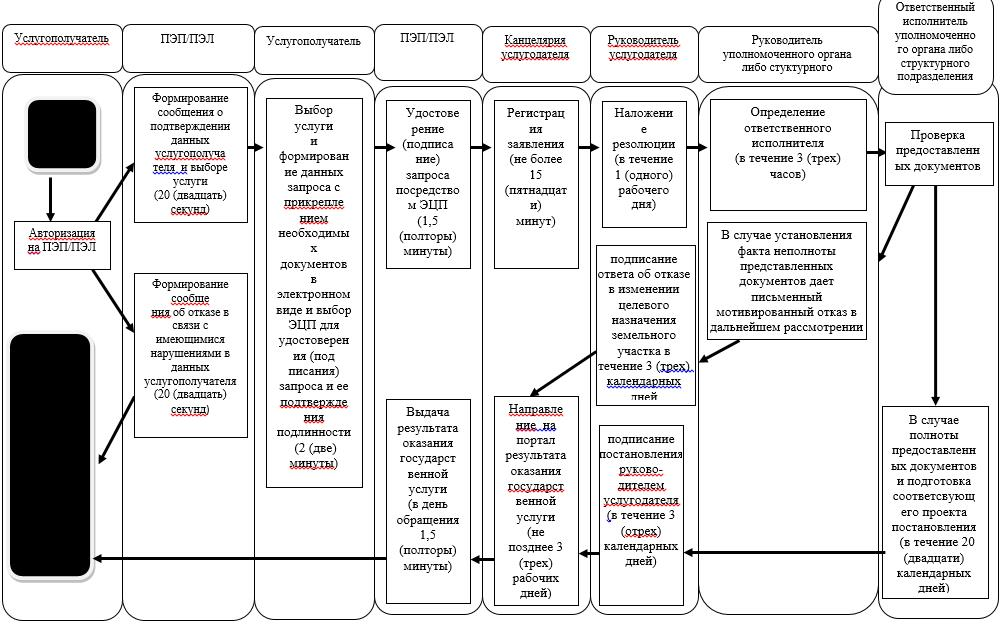 Услугополучатель
ПЭП/ПЭЛ
Услугополучатель
ПЭП/ПЭЛ
Канцелярия
услугодателя
Руководитель
услугодателя
Руководитель
уполномоченного органа
либо стуктурного
Ответственный
исполнитель
уполномоченно
го органа либо
структурного
подразделения
Авторизация
на ПЭП/ПЭЛ
Формирование
сообщения о
подтверждении
данных
услугополуча
теля и выборе
услуги
(20 (двадцать)
секунд)
Формирование
сообще
ния об отказе в
связи с
имеющимися
нарушениями в
данных
услугополучателя
(20 (двадцать)
секунд)
Выбор
услуги
и
формирован
ие данных
запроса с
прикрепле
нием
необходимы
х
документов
в
электронном
виде и выбор
ЭЦП для
удостоверен
ия (под
писания)
запроса и ее
подтвержде
ния
подлинности
(2 (две)
минуты)
Удостове
рение
(подписа
ние)
запроса
посредство
м ЭЦП
(1,5
(полторы)
минуты)
Выдача
результата
оказания
государст
венной
услуги
(в день
обращения
1,5
(полторы)
минуты)
Регистрац
ия
заявления
(не более
15
(пятнадцат
и)
минут)
Направле
ние на
портал
результата
оказания
государст
венной
услуги
(не
позднее 3
(трех)
рабочих
дней)
Наложени
е
резолюции
(в течение
1 (одного)
рабочего
дня)
подписание
ответа об отказе
в изменении
целевого
назначения
земельного
участка в
течение 3 (трех)
календарных
дней
подписание
постановления
руково-
дителем
услугодателя
(в течение 3
(отрех)
календарных
дней)
Определение
ответственного
исполнителя
(в течение 3 (трех)
часов)
В случае установления
факта неполноты
представленных
документов дает
письменный
мотивированный отказ в
дальнейшем рассмотрении
Проверка
предоставленн
ых документов
В случае
полноты
предоставленн
ых документов
и подготовка
соответсвующ
его проекта
постановления
(в течение 20
(двадцати)
календарных
дней)